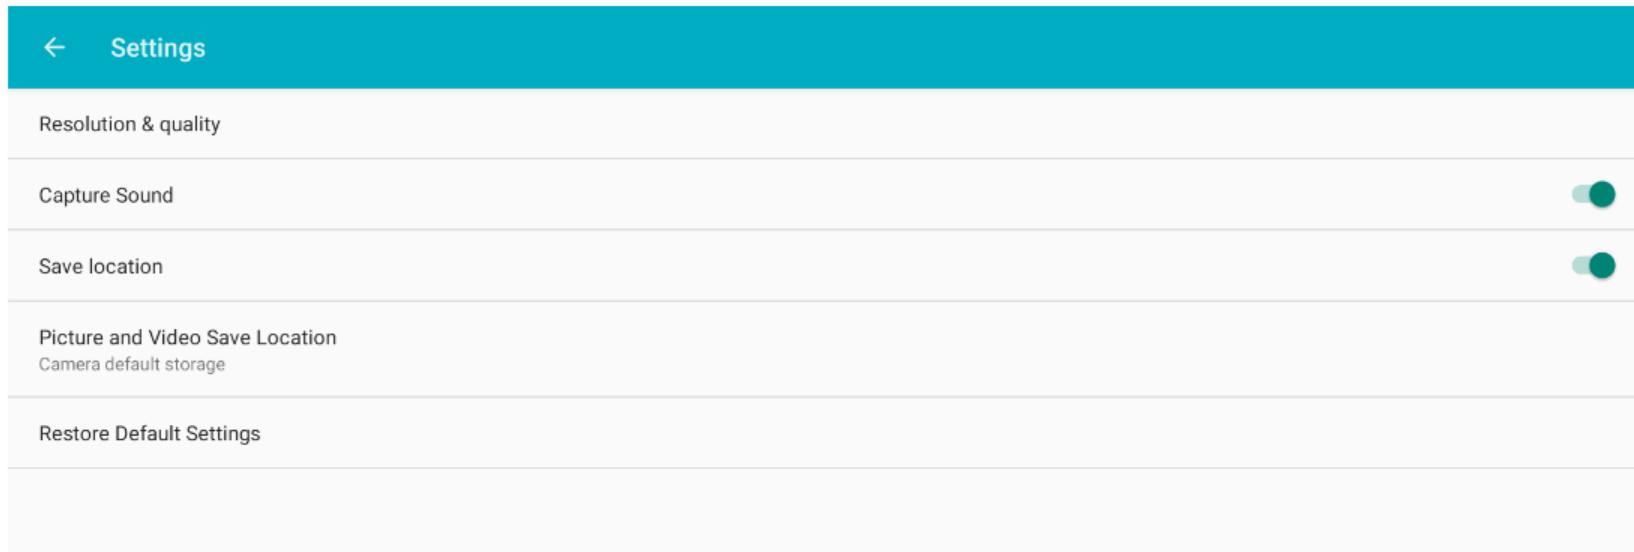 Settings
Resolution & quality
Capture Sound
Save location
Picture and Video Save Location
Camera default storage
Restore Default Settings